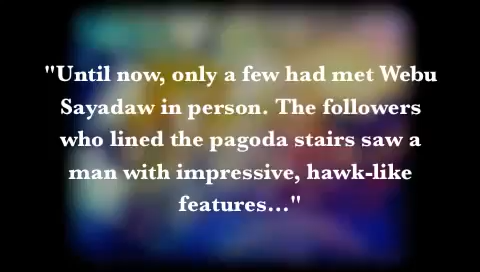 "Until now, only a few had met Webu
Sayadaw in person. The followers
who lined the pagoda stairs saw a
man with impressive, hawk-like
features..."